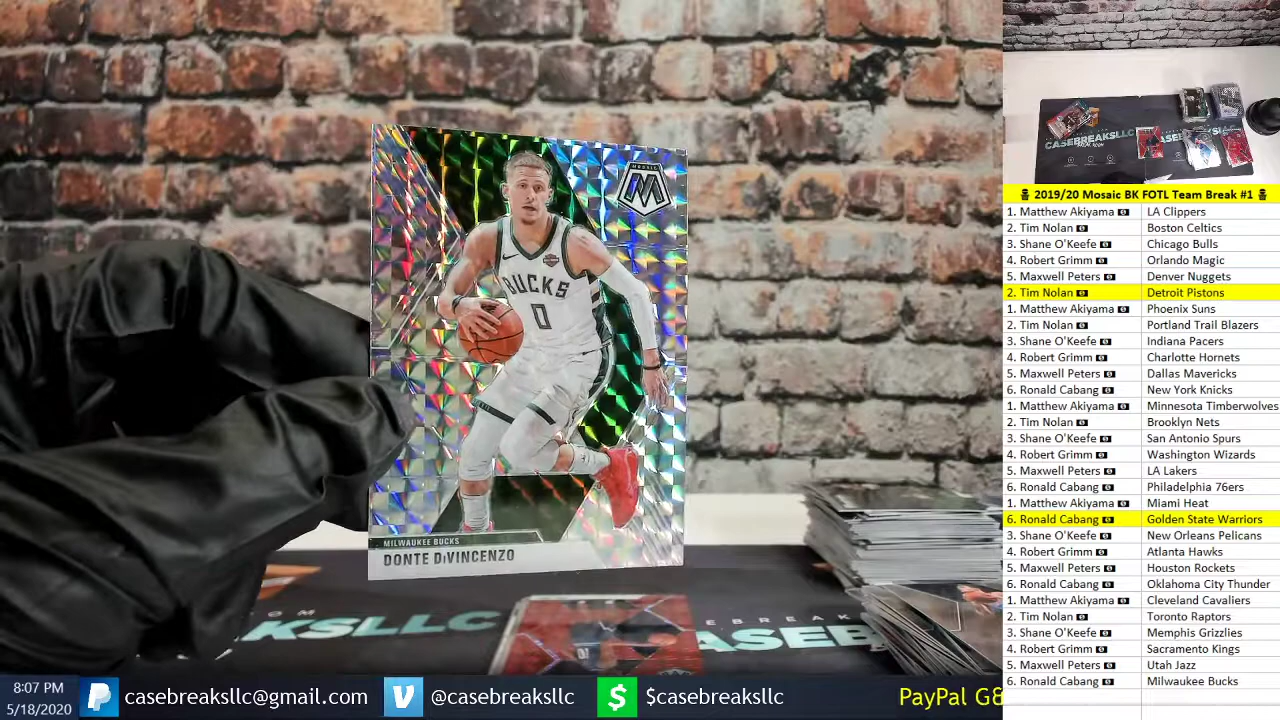 MOSAIC
M
BUCKS
0
MILWAUKEE BUCKS
DONTE DiVINCENZO
KSLLC
EBREAK
ASEB
CASEBREAKSLLC
2019/20 Mosaic BK FOTL Team Break #1
1. Matthew Akiyama LA Clippers
2. Tim Nolan Boston Celtics
3. Shane O'Keefe Chicago Bulls
4. Robert Grimm Orlando Magic
5. Maxwell Peters Denver Nuggets
2. Tim Nolan Detroit Pistons
1. Matthew Akiyama Phoenix Suns
2. Tim Nolan Portland Trail Blazers
3. Shane O'Keefe Indiana Pacers
4. Robert Grimm Charlotte Hornets
5. Maxwell Peters Dallas Mavericks
6. Ronald Cabang New York Knicks
1. Matthew Akiyama Minnesota Timberwolves
2. Tim Nolan Brooklyn Nets
3. Shane O'Keefe San Antonio Spurs
4. Robert Grimm Washington Wizards
5. Maxwell Peters LA Lakers
6. Ronald Cabang Philadelphia 76ers
1. Matthew Akiyama Miami Heat
6. Ronald Cabang Golden State Warriors
3. Shane O'Keefe New Orleans Pelicans
4. Robert Grimm Atlanta Hawks
5. Maxwell Peters Houston Rockets
6. Ronald Cabang Oklahoma City Thunder
1. Matthew Akiyama Cleveland Cavaliers
2. Tim Nolan Toronto Raptors
3. Shane O'Keefe Memphis Grizzlies
4. Robert Grimm Sacramento Kings
5. Maxwell Peters Utah Jazz
6. Ronald Cabang Milwaukee Bucks
8:07 PM
5/18/2020
casebreaksllc@gmail.com
@casebreaksllc
$casebreaksllc
PayPal G&